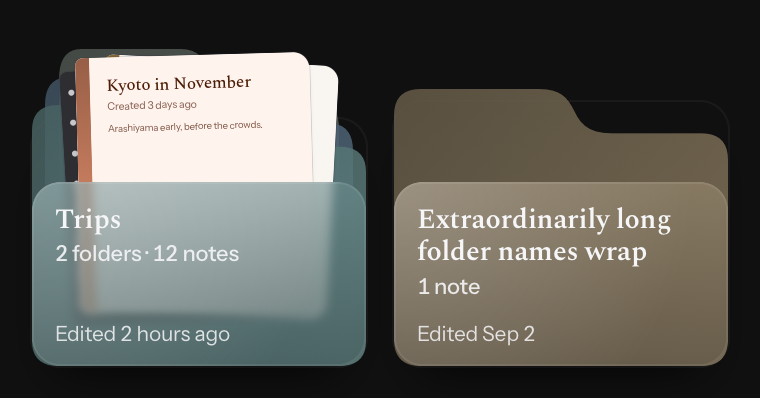 Kyoto in November
Created 3 days ago
Arashiyama early, before the crowds.
Trips
2 folders · 12 notes
Edited 2 hours ago
Extraordinarily long
folder names wrap
1 note
Edited Sep 2